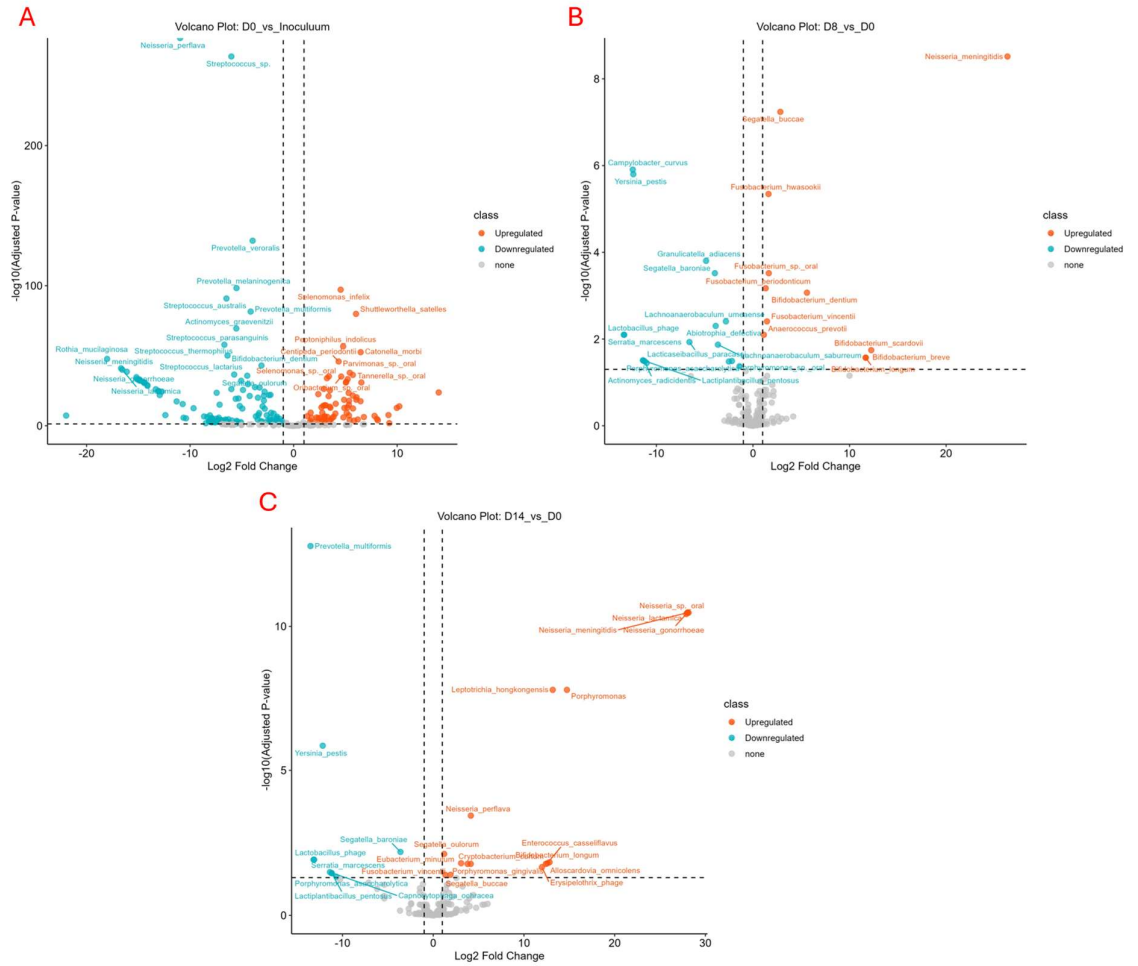 A
Volcano Plot: D0_vs_Inoculuum
Neisseria_perflava
Streptococcus_sp.
200
Prevotella_veroralis
Prevotella_melaninogenica
Selenomonas_infelix
100
Streptococcus_australis
Prevotella_multiformis
Shuttleworthella_satelles
Actinomyces_graevenitzii
Streptococcus_parasanguinis
Peptoniphilus_indolicus
Rothia_mucilaginosa
Streptococcus_thermophilus
Centipeda_periodontii
Catonella_morbi
Neisseria_meningitidis
Bifidobacterium_dentium
Parvimonas_sp._oral
Streptococcus_lactarius
Selenomonas_sp._oral
Tannerella_sp._oral
Segatella_oulorum
0
-20
-10
0
10
Log2 Fold Change
-log10(Adjusted P-value)
class
Upregulated
Downregulated
none
B
Volcano Plot: D8_vs_D0
Neisseria_meningitidis
8
Segatella_buccae
6
Campylobacter_curvus
Yersinia_pestis
Fusobacterium_hwasookii
4
Granulicatella_adiacens
Segatella_baroniae
Fusobacterium_sp._oral
Fusobacterium_periodonticum
Bifidobacterium_dentium
Lachnoanaerobaculum_umeaense
Fusobacterium_vincentii
Lactobacillus_phage
Abiotrophia_defectiva
Anaerococcus_prevotii
2
Serratia_marcescens
Bifidobacterium_scardovii
Lacticaseibacillus_paracasei
Lachnoanaerobaculum_saburreum
Bifidobacterium_breve
Bifidobacterium_longum
Actinomyces_radicidentis
Lactiplantibacillus_pentosus
0
-10
0
10
20
Log2 Fold Change
-log10(Adjusted P-value)
class
Upregulated
Downregulated
none
C
Volcano Plot: D14_vs_D0
Prevotella_multiformis
10
Neisseria_sp._oral
Neisseria_lactamica
Neisseria_meningitidis
Neisseria_gonorrhoeae
Leptotrichia_hongkongensis
Porphyromonas
5
Yersinia_pestis
Neisseria_perflava
Segatella_baroniae
Segatella_oulorum
Enterococcus_casseliflavus
Lactobacillus_phage
Eubacterium_minutum
Bifidobacterium_longum
Serratia_marcescens
Fusobacterium_vincentii
Porphyromonas_gingivalis
Alloscardovia_omnicolens
Porphyromonas_asaccharolytica
Segatella_buccae
Erysipelothrix_phage
Lactiplantibacillus_pentosus
Capnocytophaga_ochracea
0
-10
0
10
20
30
Log2 Fold Change
-log10(Adjusted P-value)
class
Upregulated
Downregulated
none